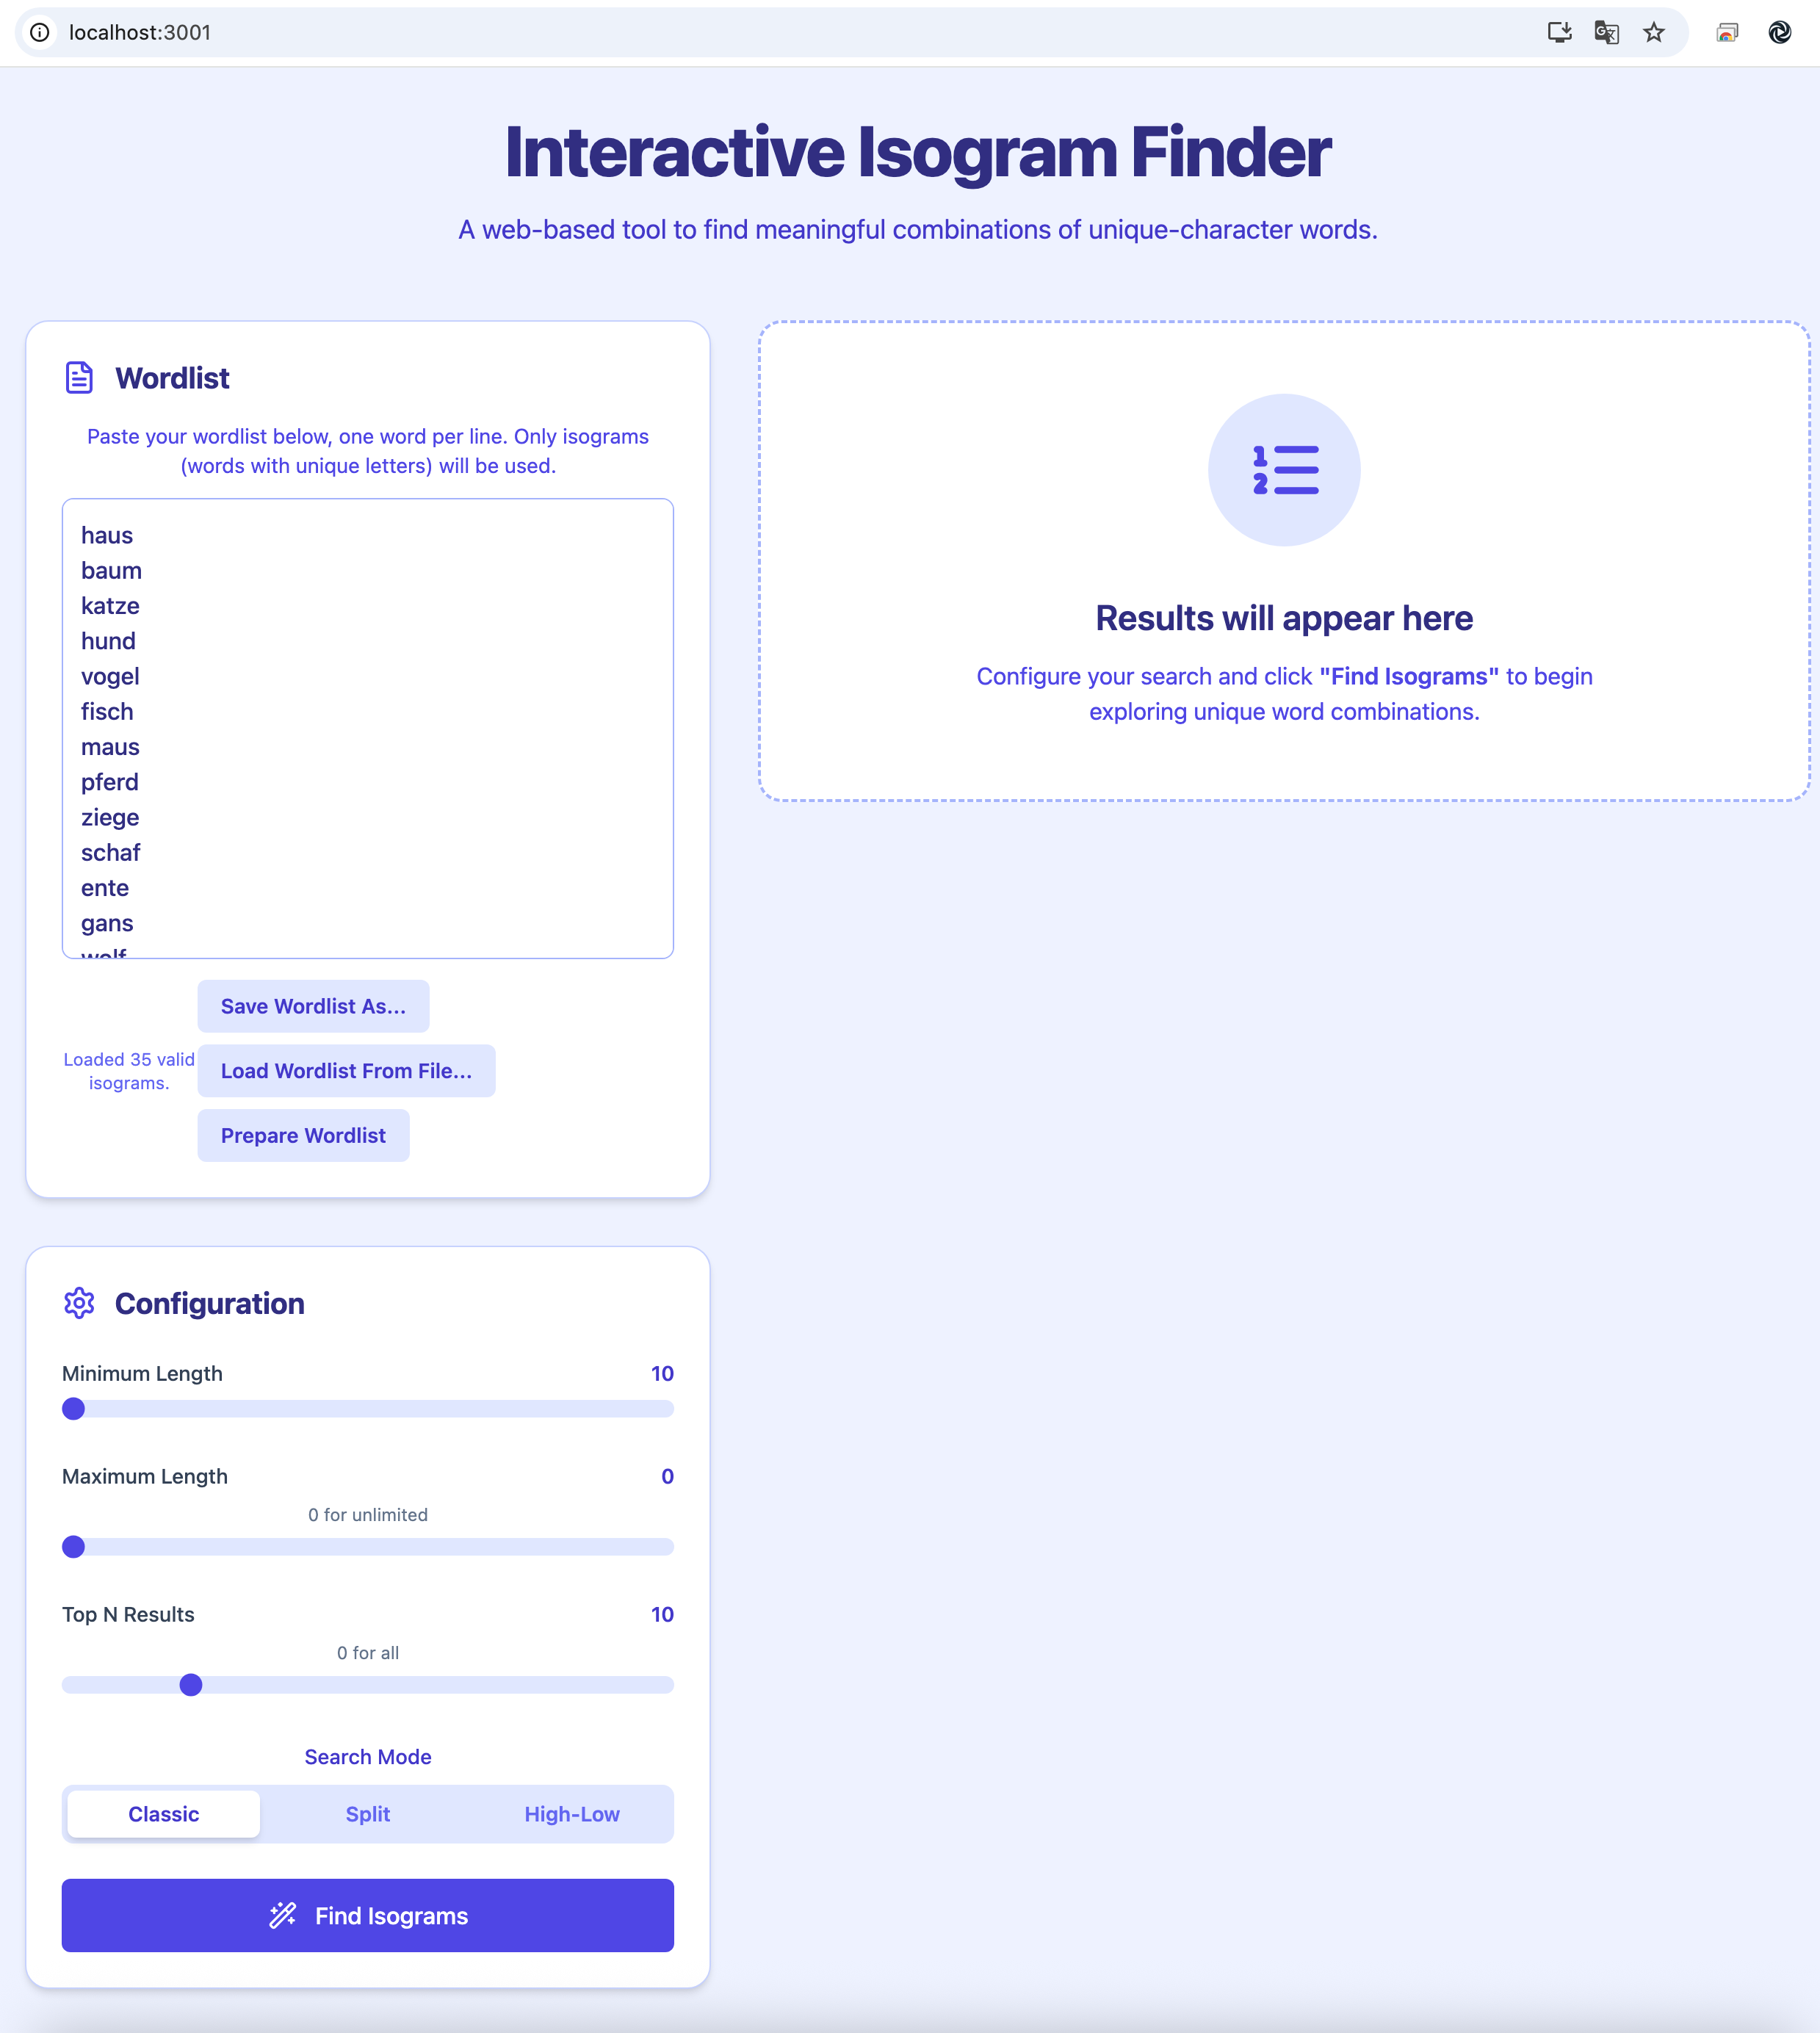 localhost:3001
Interactive Isogram Finder
A web-based tool to find meaningful combinations of unique-character words.
Wordlist
Paste your wordlist below, one word per line. Only isograms
(words with unique letters) will be used.
haus
baum
katze
hund
vogel
fisch
maus
pferd
ziege
schaf
ente
gans
wolf
Save Wordlist As...
Loaded 35 valid
isograms.
Load Wordlist From File...
Prepare Wordlist
Configuration
Minimum Length 10
Maximum Length 0
0 for unlimited
Top N Results 10
0 for all
Search Mode
Classic Split High-Low
Find Isograms
1
2
Results will appear here
Configure your search and click "Find Isograms" to begin
exploring unique word combinations.